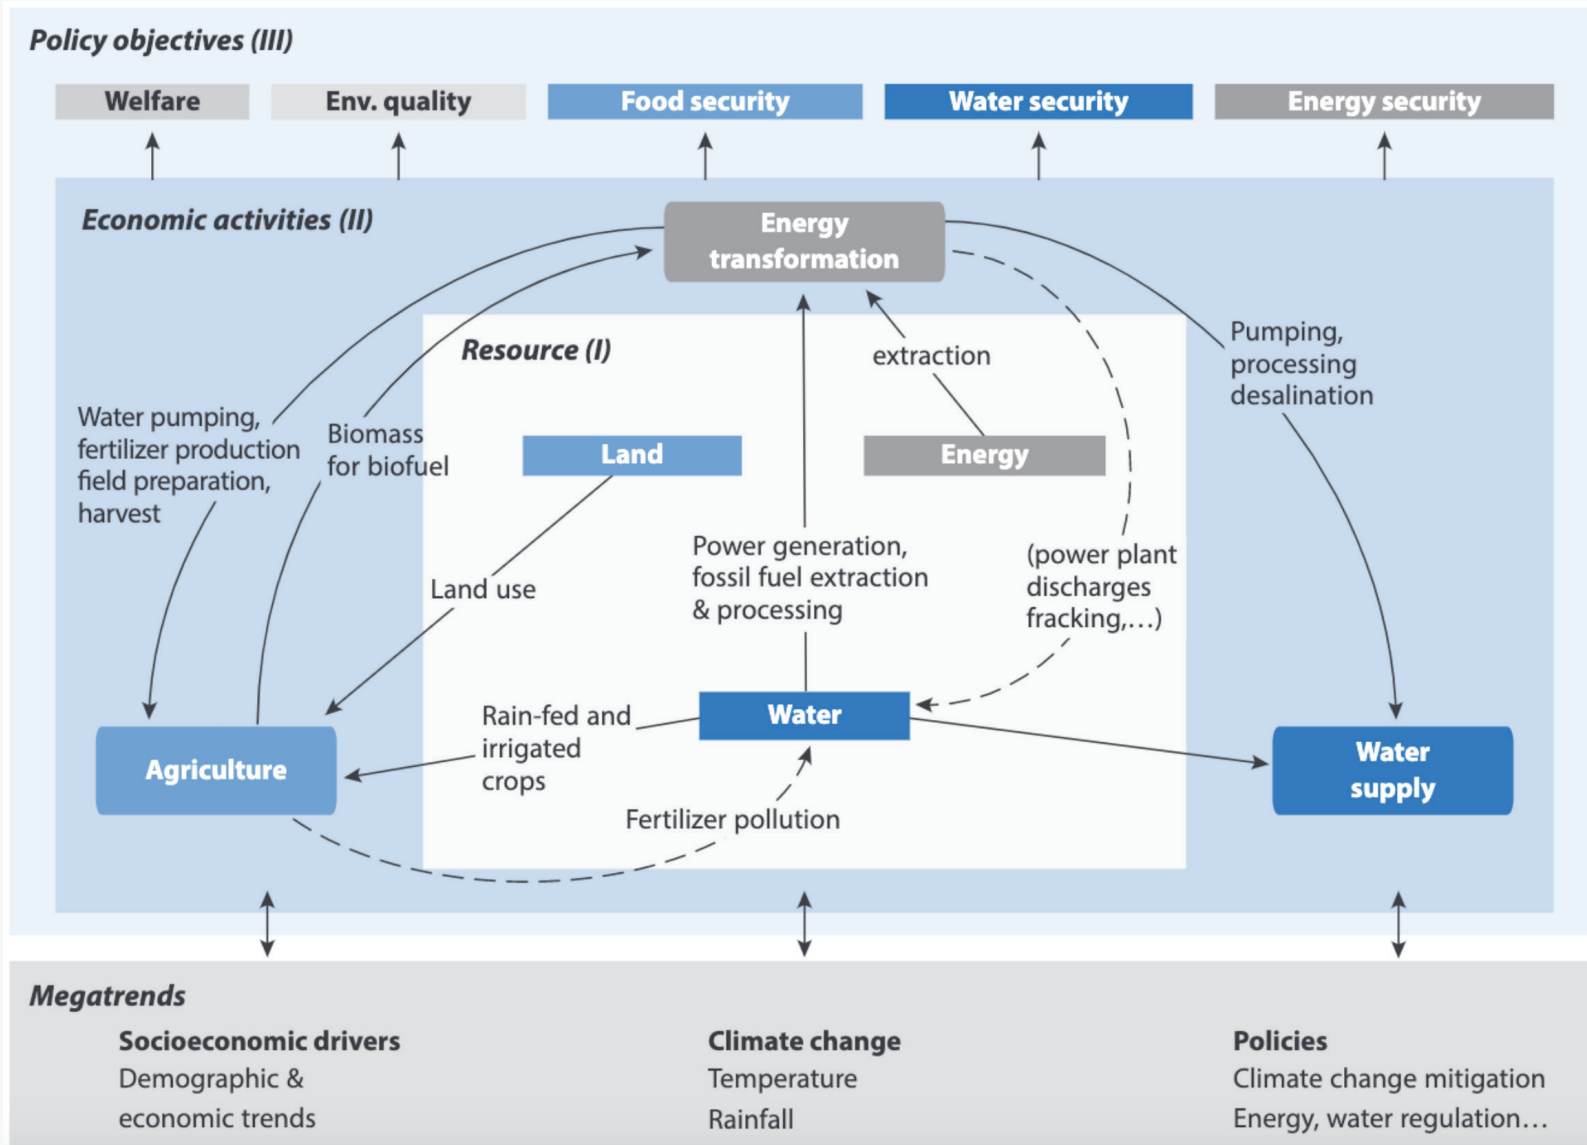 Policy objectives (III)
Welfare
Env. quality
Food security
Water security
Energy security
Economic activities (II)
Energy
transformation
Resource (I)
extraction
Pumping,
processing
desalination
Water pumping,
fertilizer production
field preparation,
harvest
Biomass
for biofuel
Land
Energy
Land use
Power generation,
fossil fuel extraction
& processing
(power plant
discharges
fracking,...)
Rain-fed and
irrigated
crops
Water
Agriculture
Water
supply
Fertilizer pollution
Megatrends
Socioeconomic drivers
Demographic &
economic trends
Climate change
Temperature
Rainfall
Policies
Climate change mitigation
Energy, water regulation...